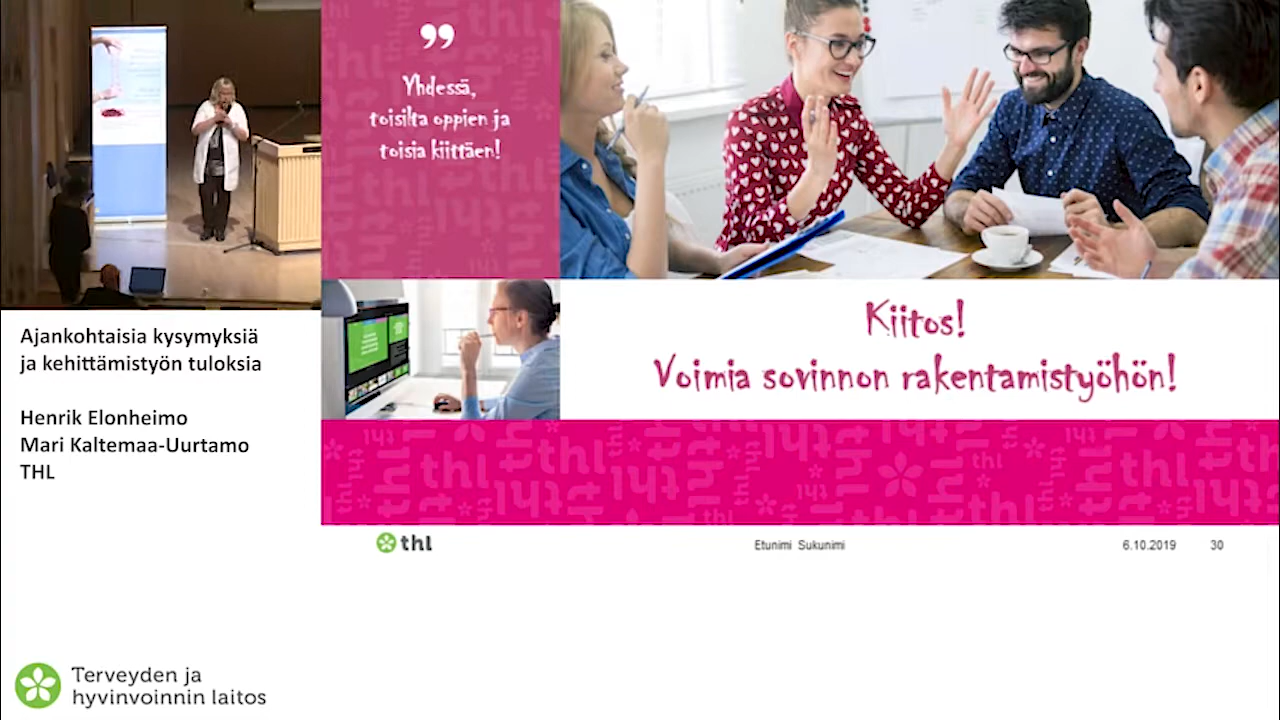 Ajankohtaisia kysymyksiä
ja kehittämistyön tuloksia
Henrik Elonheimo
Mari Kaltemaa-Uurtamo
THL
”
Yhdessä,
toisilta oppien ja
toisia kiittäen!
Kiitos!
Voimia sovinnon rakentamistyöhön!
thl
Etunimi Sukunimi
6.10.2019
30
Terveyden ja
hyvinvoinnin laitos